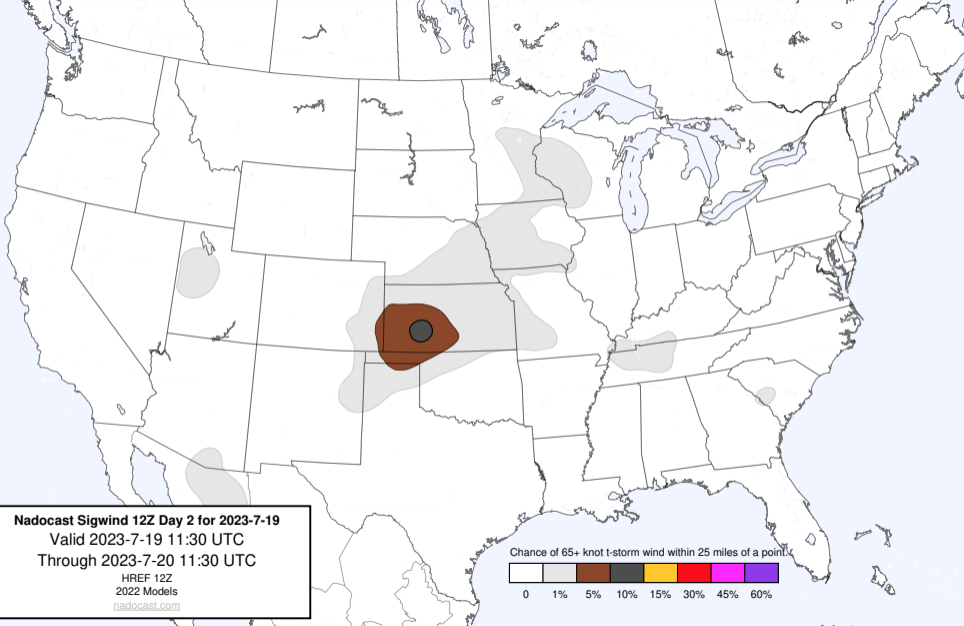 Nadocast Sigwind 12Z Day 2 for 2023-7-19
Valid 2023-7-19 11:30 UTC
Through 2023-7-20 11:30 UTC
HREF 12Z
2022 Models
nadocast.com
Chance of 65+ knot t-storm wind within 25 miles of a point.
0 1% 5% 10% 15% 30% 45% 60%